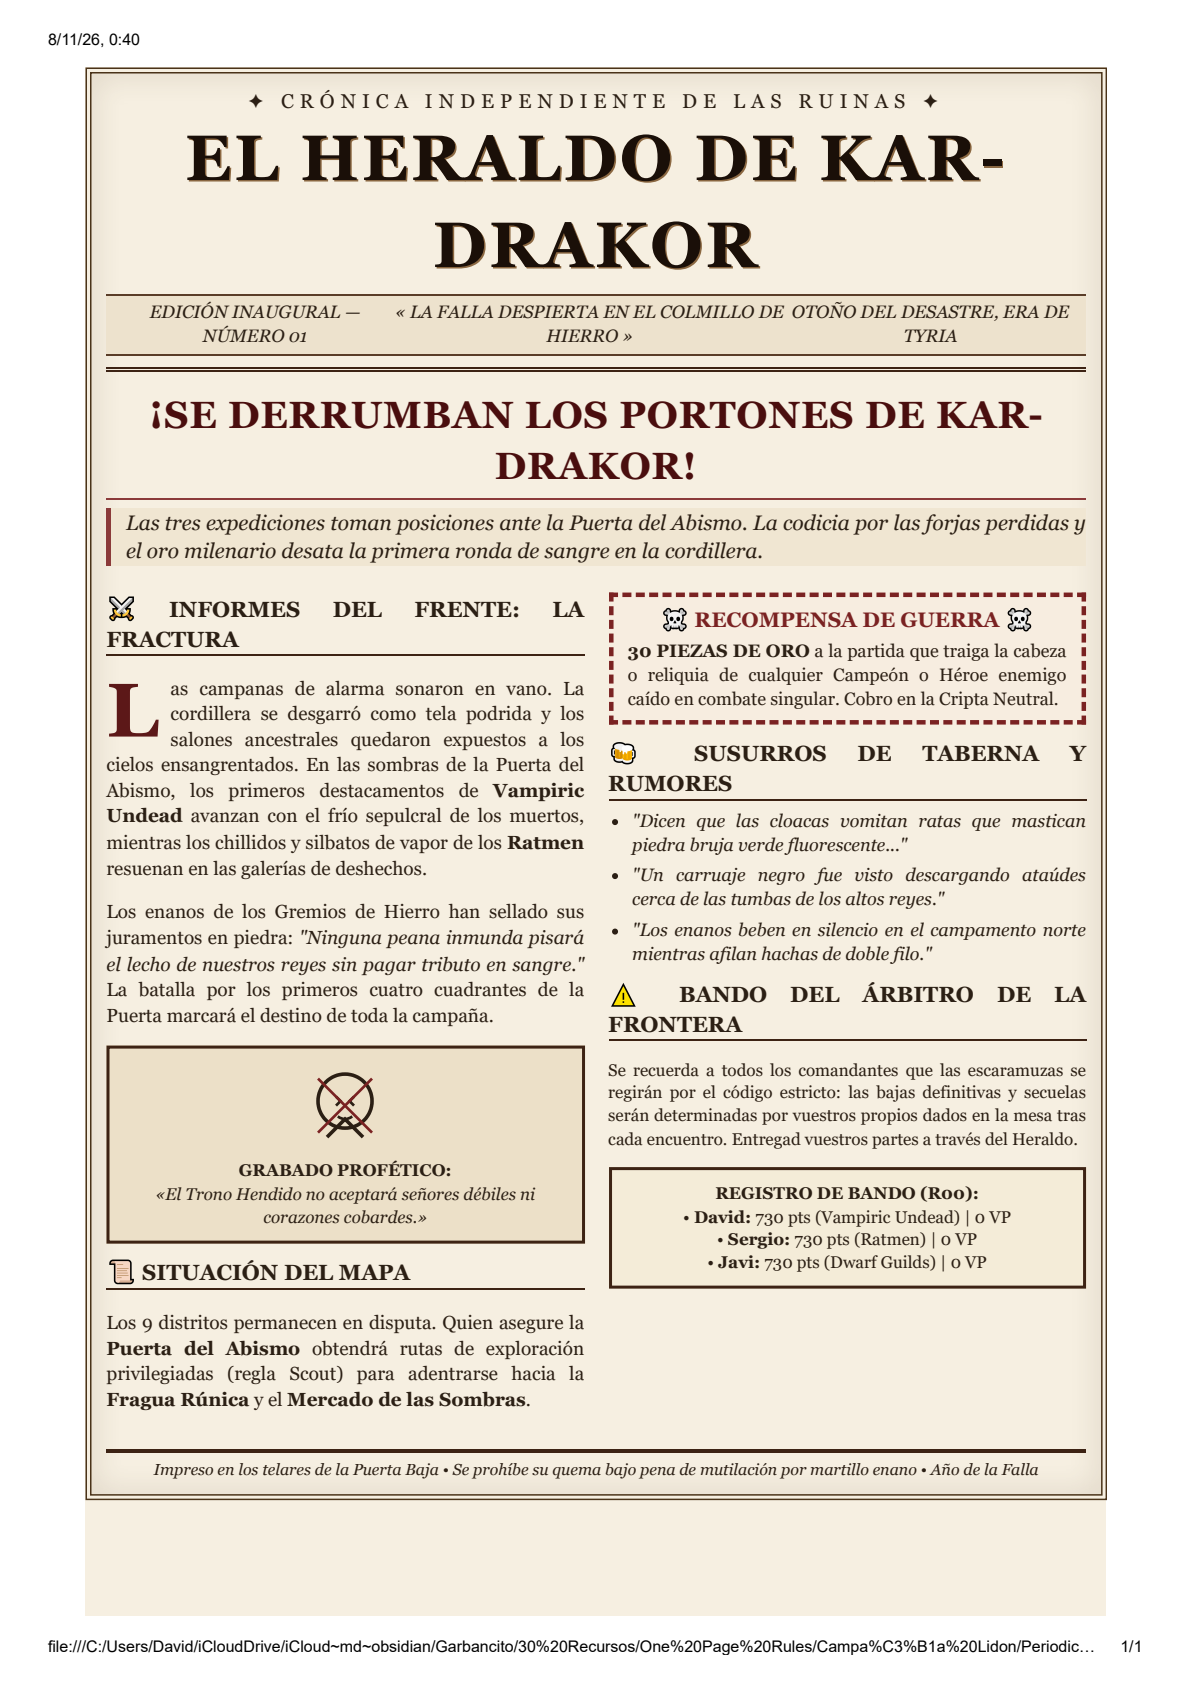 8/11/26, 0:40
✦ CRÓNICA INDEPENDIENTE DE LAS RUINAS ✦
EL HERALDO DE KAR-
DRAKOR
EDICIÓN INAUGURAL —
NÚMERO 01
« LA FALLA DESPIERTA EN EL COLMILLO DE
HIERRO »
OTOÑO DEL DESASTRE, ERA DE
TYRIA
¡SE DERRUMBAN LOS PORTONES DE KAR-
DRAKOR!
Las tres expediciones toman posiciones ante la Puerta del Abismo. La codicia por las forjas perdidas y
el oro milenario desata la primera ronda de sangre en la cordillera.
⚔️ INFORMES DEL FRENTE: LA
FRACTURA
Las campanas de alarma sonaron en vano. La
cordillera se desgarró como tela podrida y los
salones ancestrales quedaron expuestos a los
cielos ensangrentados. En las sombras de la Puerta del
Abismo, los primeros destacamentos de Vampiric
Undead avanzan con el frío sepulcral de los muertos,
mientras los chillidos y silbatos de vapor de los Ratmen
resuenan en las galerías de deshechos.
Los enanos de los Gremios de Hierro han sellado sus
juramentos en piedra: "Ninguna peana inmunda pisará
el lecho de nuestros reyes sin pagar tributo en sangre."
La batalla por los primeros cuatro cuadrantes de la
Puerta marcará el destino de toda la campaña.
GRABADO PROFÉTICO:
«El Trono Hendido no aceptará señores débiles ni
corazones cobardes.»
📜 SITUACIÓN DEL MAPA
Los 9 distritos permanecen en disputa. Quien asegure la
Puerta del Abismo obtendrá rutas de exploración
privilegiadas (regla Scout) para adentrarse hacia la
Fragua Rúnica y el Mercado de las Sombras.
☠️ RECOMPENSA DE GUERRA ☠️
30 PIEZAS DE ORO a la partida que traiga la cabeza
o reliquia de cualquier Campeón o Héroe enemigo
caído en combate singular. Cobro en la Cripta Neutral.
🍻 SUSURROS DE TABERNA Y
RUMORES
• "Dicen que las cloacas vomitan ratas que mastican
piedra bruja verde fluorescente..."
• "Un carruaje negro fue visto descargando ataúdes
cerca de las tumbas de los altos reyes."
• "Los enanos beben en silencio en el campamento norte
mientras afilan hachas de doble filo."
⚠️ BANDO DEL ÁRBITRO DE LA
FRONTERA
Se recuerda a todos los comandantes que las escaramuzas se
regirán por el código estricto: las bajas definitivas y secuelas
serán determinadas por vuestros propios dados en la mesa tras
cada encuentro. Entregad vuestros partes a través del Heraldo.
REGISTRO DE BANDO (R00):
• David: 730 pts (Vampiric Undead) | 0 VP
• Sergio: 730 pts (Ratmen) | 0 VP
• Javi: 730 pts (Dwarf Guilds) | 0 VP
Impreso en los telares de la Puerta Baja • Se prohíbe su quema bajo pena de mutilación por martillo enano • Año de la Falla
file:///C:/Users/David/iCloudDrive/iCloud~md~obsidian/Garbancito/30%20Recursos/One%20Page%20Rules/Campa%C3%B1a%20Lidon/Periodic… 1/1